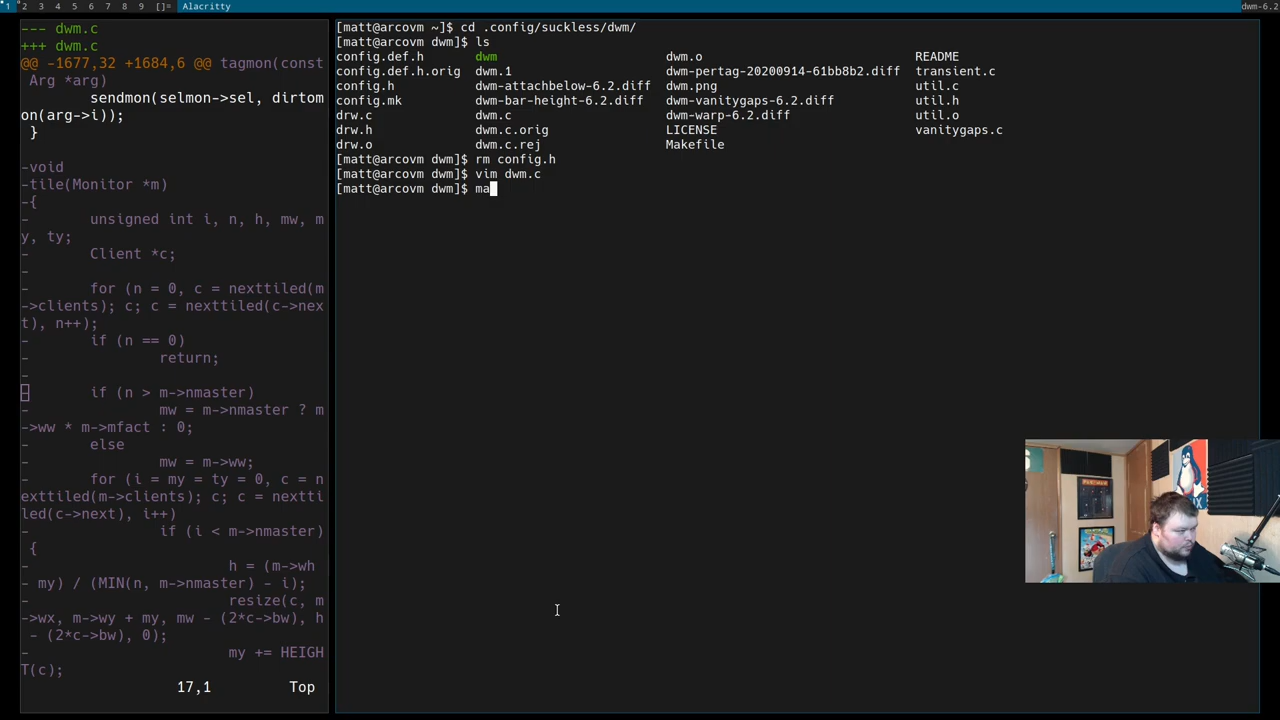 1 2 3 4 5 6 7 8 9 []= Alacritty dwm-6.2
--- dwm.c
+++ dwm.c
@@ -1677,32 +1684,6 @@ tagmon(const
 Arg *arg)
        sendmon(selmon->sel, dirtom
on(arg->i));
 }
-void
-tile(Monitor *m)
-{
-       unsigned int i, n, h, mw, m
y, ty;
-       Client *c;
-
-       for (n = 0, c = nexttiled(m
->clients); c; c = nexttiled(c->nex
t), n++);
-       if (n == 0)
-               return;
-
-       if (n > m->nmaster)
-               mw = m->nmaster ? m
->ww * m->mfact : 0;
-       else
-               mw = m->ww;
-       for (i = my = ty = 0, c = n
exttiled(m->clients); c; c = nextti
led(c->next), i++)
-               if (i < m->nmaster)
 {
-                       h = (m->wh
- my) / (MIN(n, m->nmaster) - i);
-                       resize(c, m
->wx, m->wy + my, mw - (2*c->bw), h
 - (2*c->bw), 0);
-                       my += HEIGH
T(c);
17,1 Top
[matt@arcovm ~]$ cd .config/suckless/dwm/
[matt@arcovm dwm]$ ls
config.def.h dwm dwm.o README
config.def.h.orig dwm.1 dwm-pertag-20200914-61bb8b2.diff transient.c
config.h dwm-attachbelow-6.2.diff dwm.png util.c
config.mk dwm-bar-height-6.2.diff dwm-vanitygaps-6.2.diff util.h
drw.c dwm.c dwm-warp-6.2.diff util.o
drw.h dwm.c.orig LICENSE vanitygaps.c
drw.o dwm.c.rej Makefile
[matt@arcovm dwm]$ rm config.h
[matt@arcovm dwm]$ vim dwm.c
[matt@arcovm dwm]$ ma